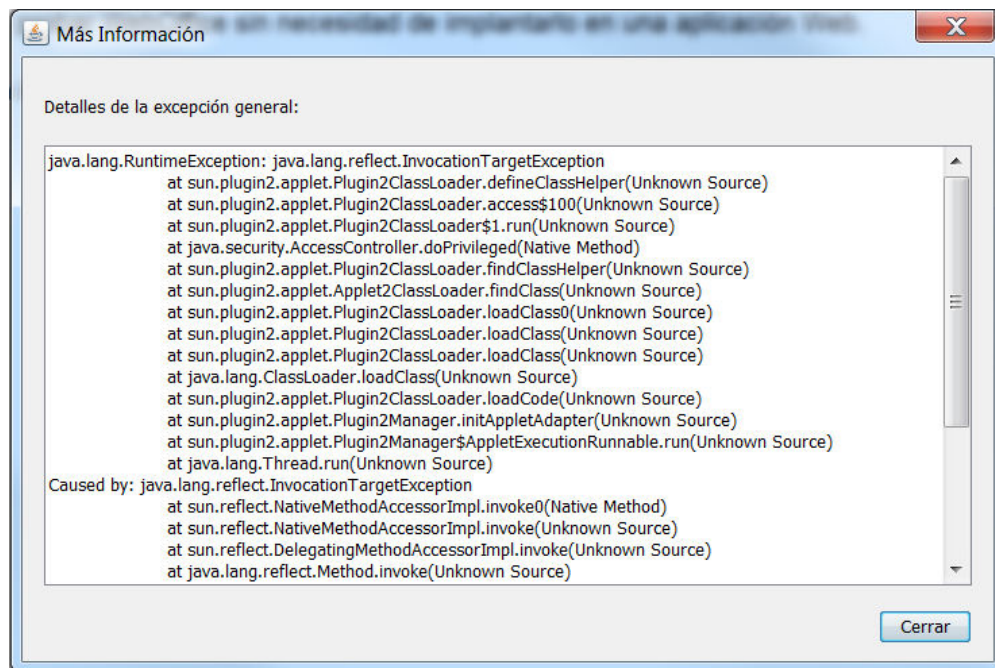 e sin necesidad de implantarlo en una aplicación Web.
Más Información
Detalles de la excepción general:
java.lang.RuntimeException: java.lang.reflect.InvocationTargetException
at sun.plugin2.applet.Plugin2ClassLoader.defineClassHelper(Unknown Source)
at sun.plugin2.applet.Plugin2ClassLoader.access$100(Unknown Source)
at sun.plugin2.applet.Plugin2ClassLoader$1.run(Unknown Source)
at java.security.AccessController.doPrivileged(Native Method)
at sun.plugin2.applet.Plugin2ClassLoader.findClassHelper(Unknown Source)
at sun.plugin2.applet.Applet2ClassLoader.findClass(Unknown Source)
at sun.plugin2.applet.Plugin2ClassLoader.loadClass0(Unknown Source)
at sun.plugin2.applet.Plugin2ClassLoader.loadClass(Unknown Source)
at sun.plugin2.applet.Plugin2ClassLoader.loadClass(Unknown Source)
at java.lang.ClassLoader.loadClass(Unknown Source)
at sun.plugin2.applet.Plugin2ClassLoader.loadCode(Unknown Source)
at sun.plugin2.applet.Plugin2Manager.initAppletAdapter(Unknown Source)
at sun.plugin2.applet.Plugin2Manager$AppletExecutionRunnable.run(Unknown Source)
at java.lang.Thread.run(Unknown Source)
Caused by: java.lang.reflect.InvocationTargetException
at sun.reflect.NativeMethodAccessorImpl.invoke0(Native Method)
at sun.reflect.NativeMethodAccessorImpl.invoke(Unknown Source)
at sun.reflect.DelegatingMethodAccessorImpl.invoke(Unknown Source)
at java.lang.reflect.Method.invoke(Unknown Source)
Cerrar